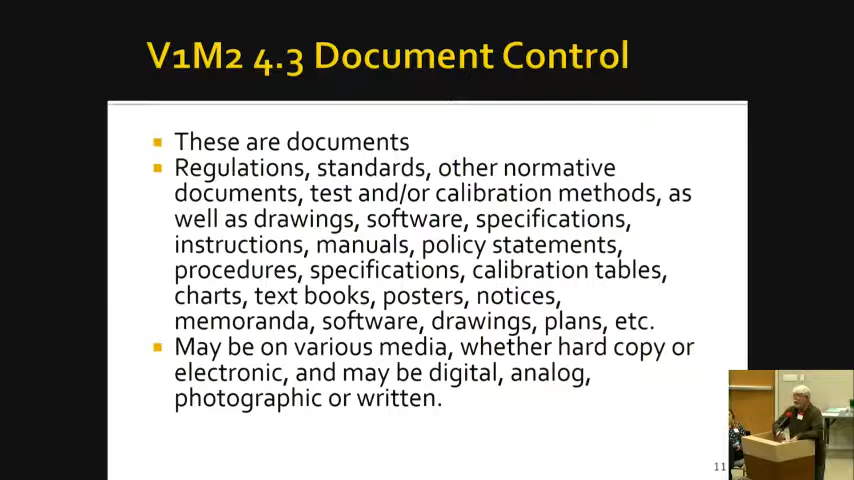 V1M2 4.3 Document Control
These are documents
Regulations, standards, other normative
documents, test and/or calibration methods, as
well as drawings, software, specifications,
instructions, manuals, policy statements,
procedures, specifications, calibration tables,
charts, text books, posters, notices,
memoranda, software, drawings, plans, etc.
May be on various media, whether hard copy or
electronic, and may be digital, analog,
photographic or written.
11